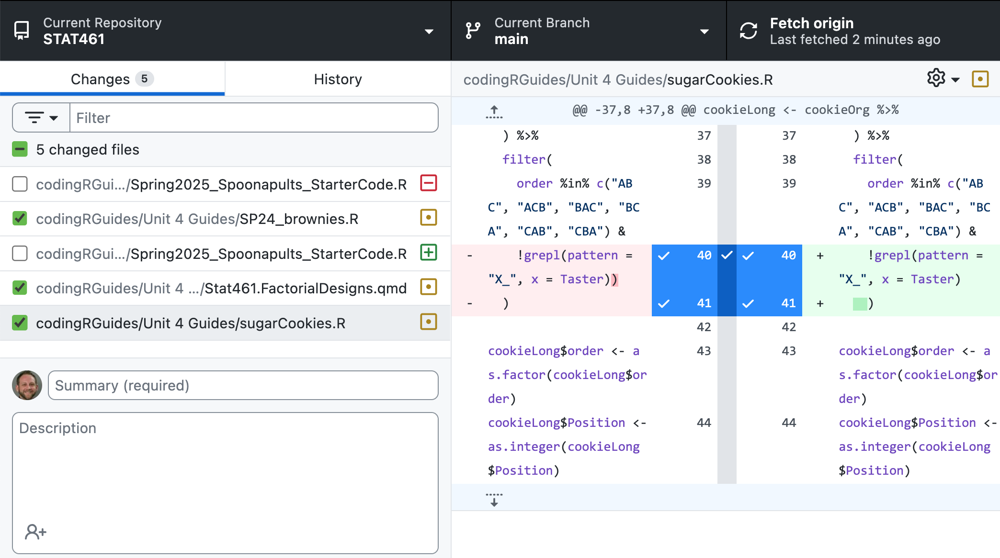 Current Repository
STAT461
Current Branch
main
Fetch origin
Last fetched 2 minutes ago
Changes 5
History
Filter
5 changed files
codingRGui.../Spring2025_Spoonapults_StarterCode.R
codingRGuides/Unit 4 Guides/SP24_brownies.R
codingRGui.../Spring2025_Spoonapults_StarterCode.R
codingRGuides/Unit 4 .../Stat461.FactorialDesigns.qmd
codingRGuides/Unit 4 Guides/sugarCookies.R
Summary (required)
Description
codingRGuides/Unit 4 Guides/sugarCookies.R
@@ -37,8 +37,8 @@ cookieLong <- cookieOrg %>%
) %>% 37 37 ) %>%
filter( 38 38 filter(
order %in% c("AB 39 39 order %in% c("AB
C", "ACB", "BAC", "BC C", "ACB", "BAC", "BC
A", "CAB", "CBA") & A", "CAB", "CBA") &
- !grepl(pattern = 40 40 + !grepl(pattern =
"X_", x = Taster)) "X_", x = Taster)
- ) 41 41 + )
42 42
cookieLong$order <- a 43 43 cookieLong$order <- a
s.factor(cookieLong$or s.factor(cookieLong$or
der) der)
cookieLong$Position <- 44 44 cookieLong$Position <-
as.integer(cookieLong as.integer(cookieLong
$Position) $Position)